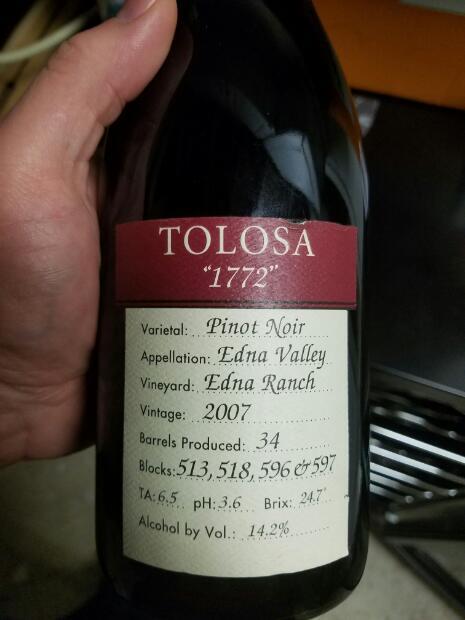 TOLOSA
"1772"
Varietal: Pinot Noir
Appellation: Edna Valley
Vineyard: Edna Ranch
Vintage: 2007
Barrels Produced: 34
Blocks: 513, 518, 596 & 597
TA: 6.5 pH: 3.6 Brix: 24.7°
Alcohol by Vol.: 14.2%